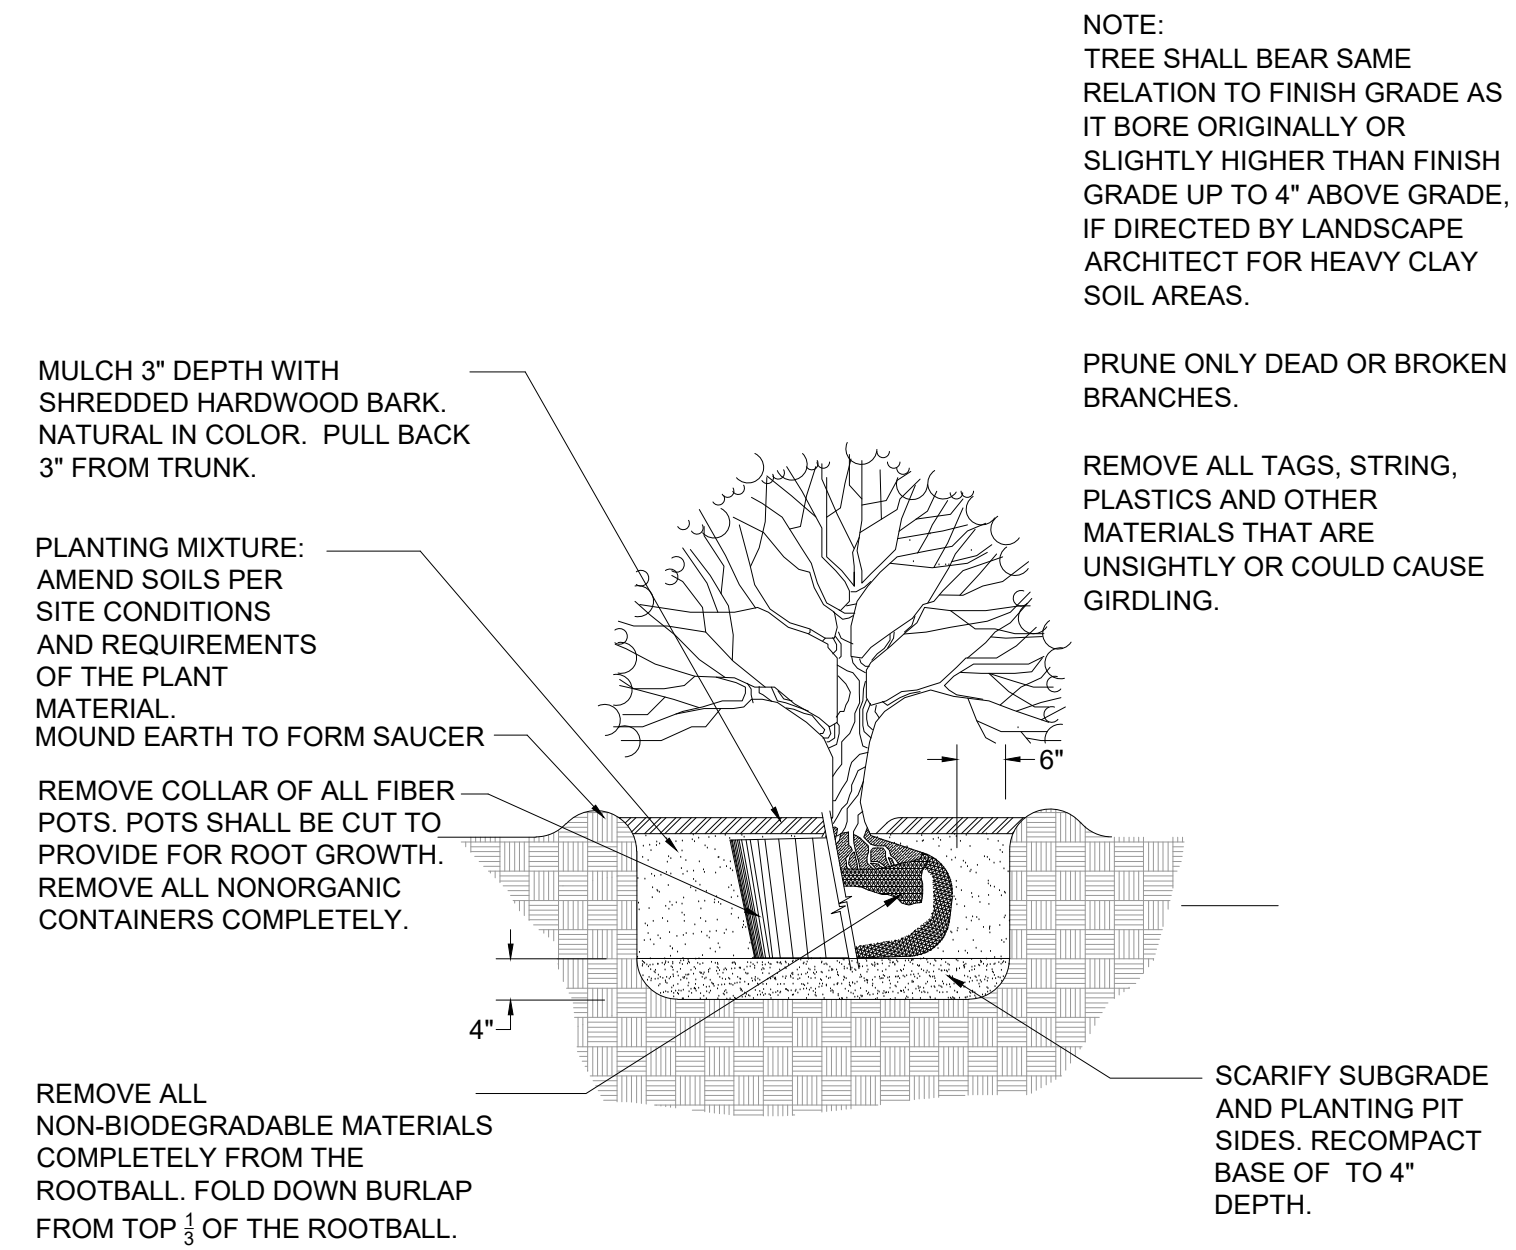 NOTE:
TREE SHALL BEAR SAME
RELATION TO FINISH GRADE AS
IT BORE ORIGINALLY OR
SLIGHTLY HIGHER THAN FINISH
GRADE UP TO 4" ABOVE GRADE,
IF DIRECTED BY LANDSCAPE
ARCHITECT FOR HEAVY CLAY
SOIL AREAS.
PRUNE ONLY DEAD OR BROKEN
BRANCHES.
REMOVE ALL TAGS, STRING,
PLASTICS AND OTHER
MATERIALS THAT ARE
UNSIGHTLY OR COULD CAUSE
GIRDLING.
MULCH 3" DEPTH WITH
SHREDDED HARDWOOD BARK.
NATURAL IN COLOR. PULL BACK
3" FROM TRUNK.
PLANTING MIXTURE:
AMEND SOILS PER
SITE CONDITIONS
AND REQUIREMENTS
OF THE PLANT
MATERIAL.
MOUND EARTH TO FORM SAUCER
6"
REMOVE COLLAR OF ALL FIBER
POTS. POTS SHALL BE CUT TO
PROVIDE FOR ROOT GROWTH.
REMOVE ALL NONORGANIC
CONTAINERS COMPLETELY.
4"
REMOVE ALL
NON-BIODEGRADABLE MATERIALS
COMPLETELY FROM THE
ROOTBALL. FOLD DOWN BURLAP
FROM TOP 1/3 OF THE ROOTBALL.
SCARIFY SUBGRADE
AND PLANTING PIT
SIDES. RECOMPACT
BASE OF TO 4"
DEPTH.